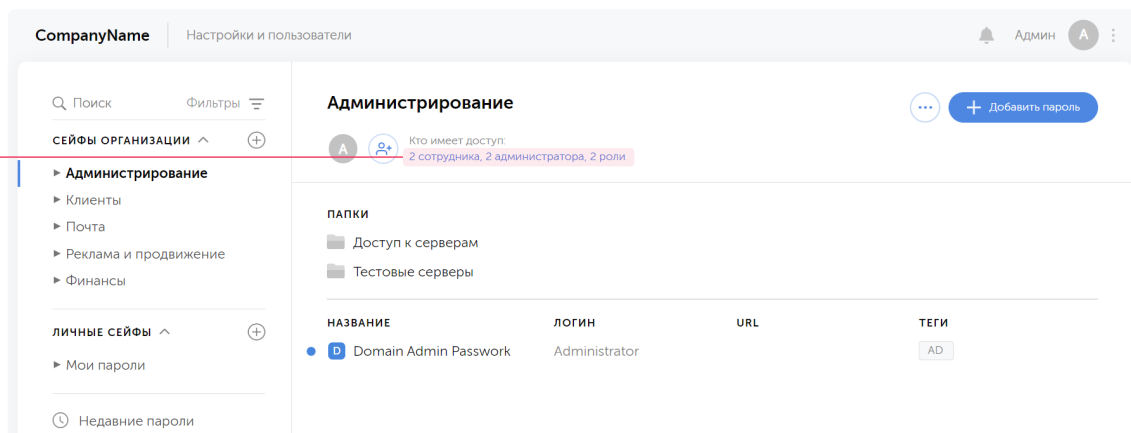 CompanyName
Настройки и пользователи
Админ
А
Поиск
Фильтры
СЕЙФЫ ОРГАНИЗАЦИИ
Администрирование
Клиенты
Почта
Реклама и продвижение
Финансы
ЛИЧНЫЕ СЕЙФЫ
Мои пароли
Недавние пароли
Администрирование
Добавить пароль
А
Кто имеет доступ:
2 сотрудника, 2 администратора, 2 роли
ПАПКИ
Доступ к серверам
Тестовые серверы
НАЗВАНИЕ ЛОГИН URL ТЕГИ
D Domain Admin Passwork Administrator AD